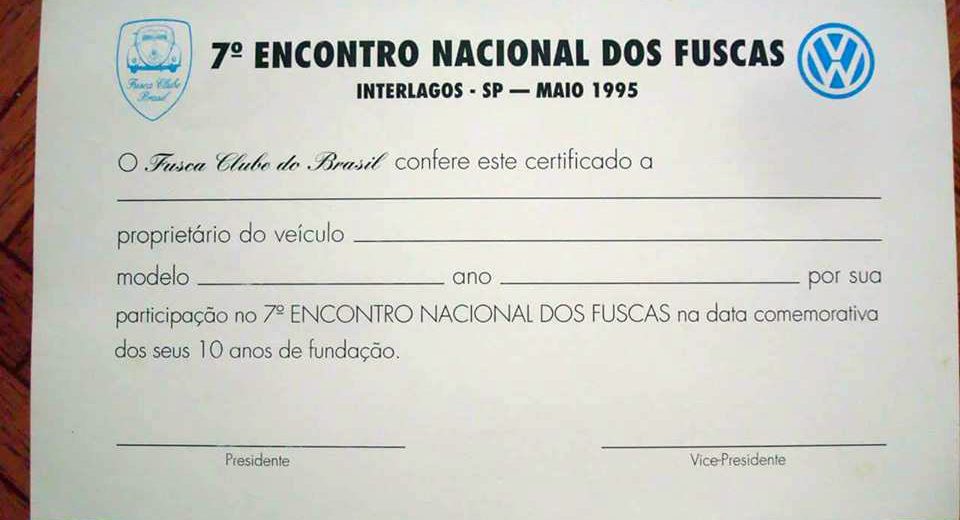 Fusca Clube
Brasil
7º ENCONTRO NACIONAL DOS FUSCAS
INTERLAGOS - SP — MAIO 1995
O Fusca Clube do Brasil confere este certificado a
proprietário do veículo
modelo ano por sua
participação no 7º ENCONTRO NACIONAL DOS FUSCAS na data comemorativa
dos seus 10 anos de fundação.
Presidente Vice-Presidente